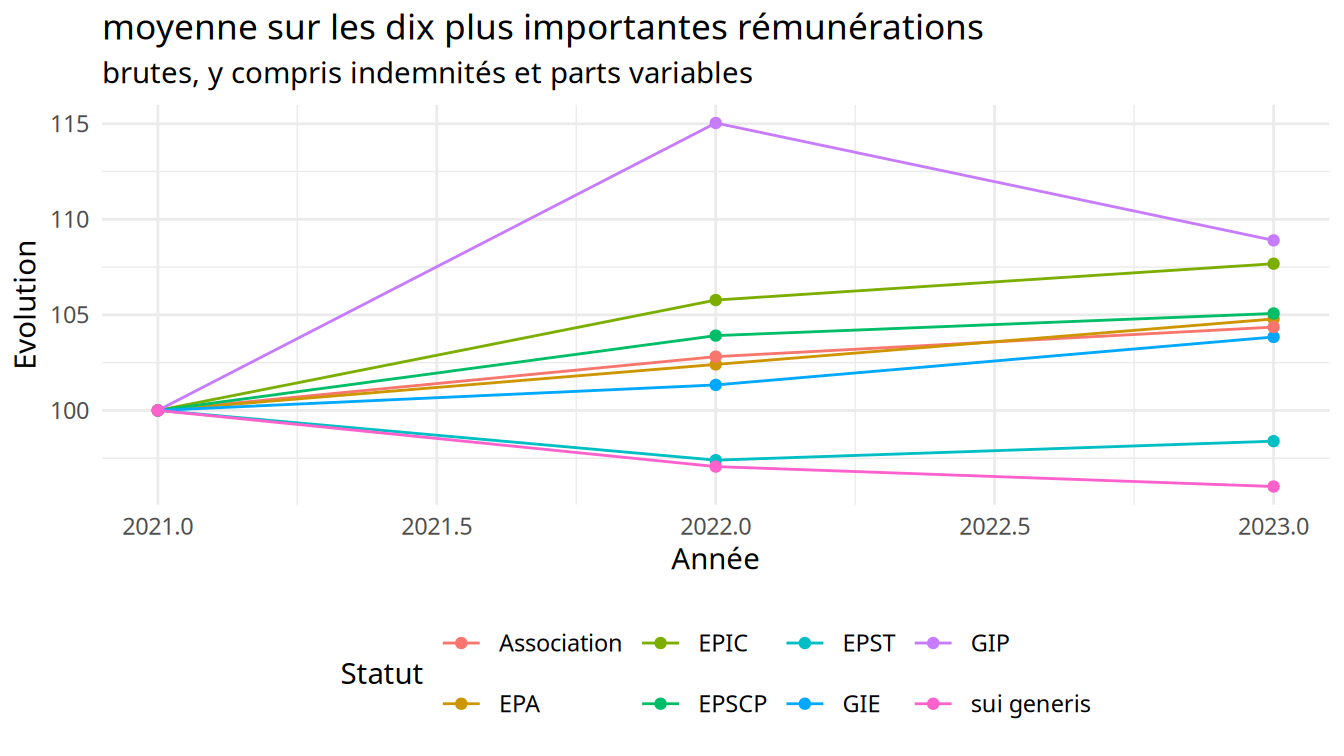 moyenne sur les dix plus importantes rémunérations
brutes, y compris indemnités et parts variables
115
110
105
100
Evolution
2021.0 2021.5 2022.0 2022.5 2023.0
Année
Statut
Association EPIC EPST GIP
EPA EPSCP GIE sui generis